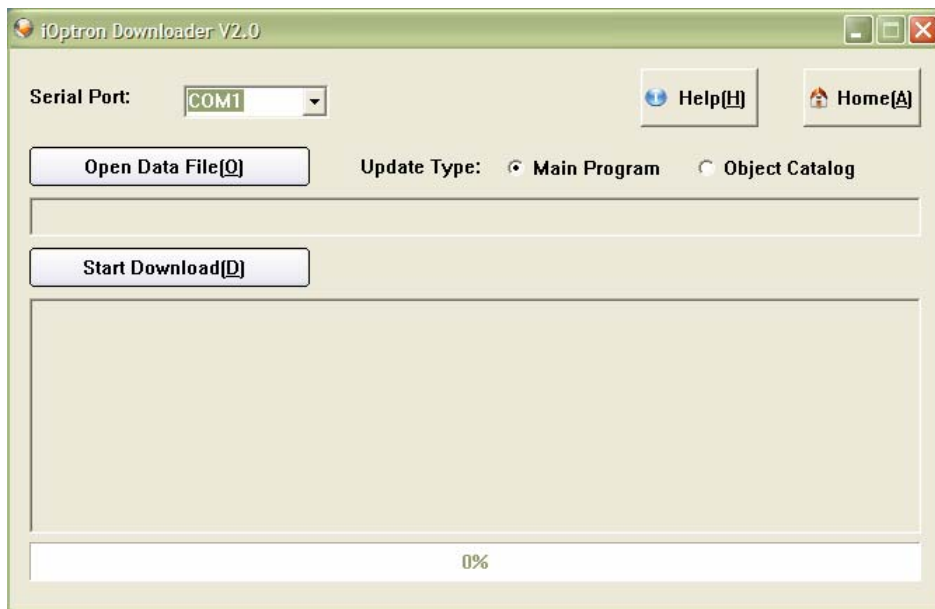 iOptron Downloader V2.0
Serial Port: COM1 Help(H) Home(A)
Open Data File(O) Update Type: Main Program Object Catalog
Start Download(D)
0%